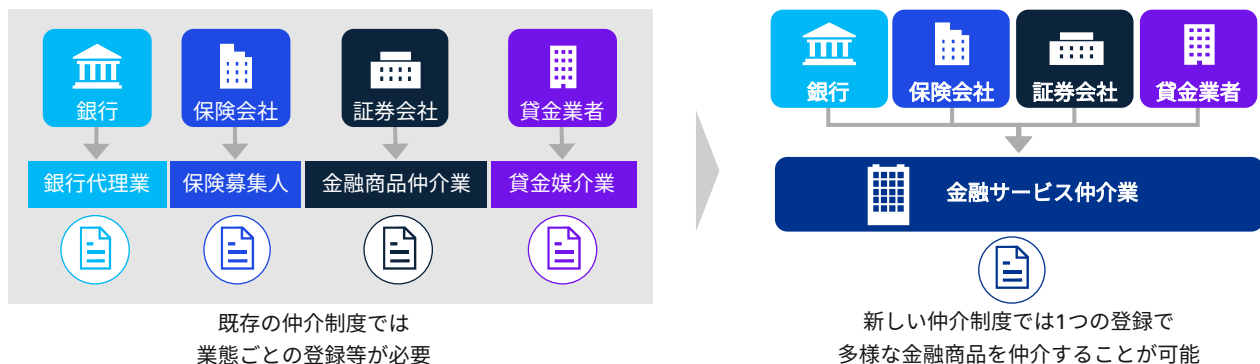 銀行
保険会社
証券会社
貸金業者
銀行代理業
保険募集人
金融商品仲介業
貸金媒介業
既存の仲介制度では
業態ごとの登録等が必要
銀行
保険会社
証券会社
貸金業者
金融サービス仲介業
新しい仲介制度では1つの登録で
多様な金融商品を仲介することが可能